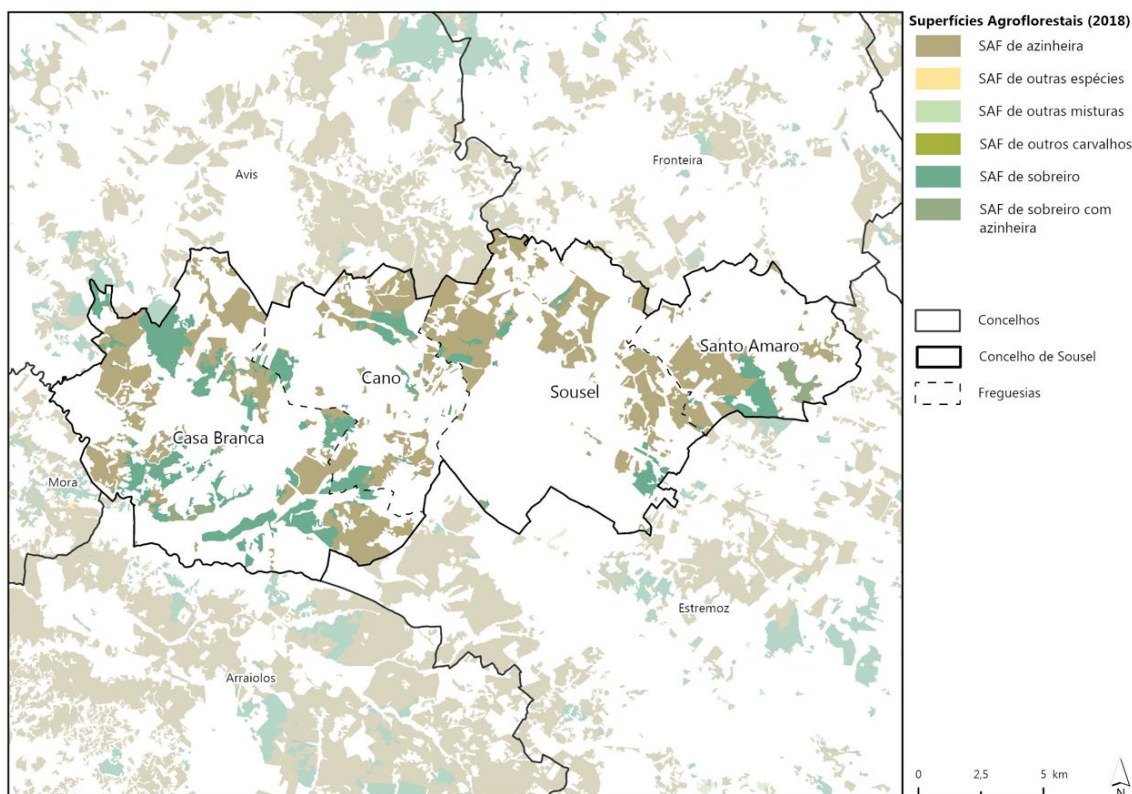 Superfícies Agroflorestais (2018)
SAF de azinheira
SAF de outras espécies
SAF de outras misturas
SAF de outros carvalhos
SAF de sobreiro
SAF de sobreiro com
azinheira
Concelhos
Concelho de Sousel
Freguesias
Avis
Fronteira
Santo Amaro
Cano
Sousel
Casa Branca
Mora
Estremoz
Arraiolos
0 2,5 5 km
N